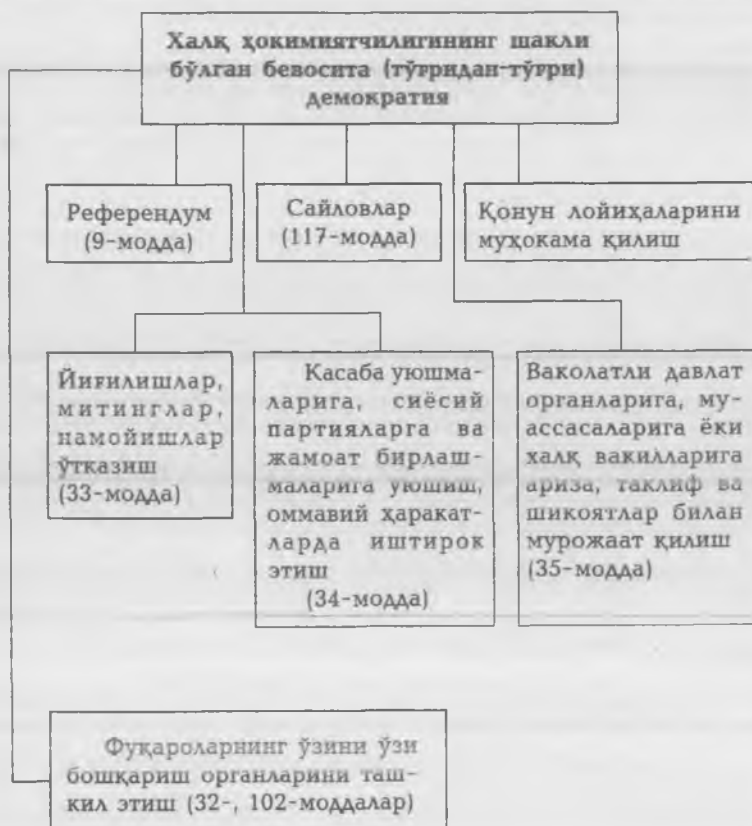 Халқ ҳокимиятчилигининг шакли
бўлган бевосита (тўғридан-тўғри)
демократия
Референдум
(9-модда)
Сайловлар
(117-модда)
Қонун лойиҳаларини
муҳокама қилиш
Йиғилишлар,
митинглар,
намойишлар
ўтказиш
(33-модда)
Касаба уюшма-
ларига, сиёсий
партияларга ва
жамоат бирлаш-
маларига уюшиш,
оммавий ҳаракат-
ларда иштирок
этиш
(34-модда)
Ваколатли давлат
органларига, му-
ассасаларига ёки
халқ вакилларига
ариза, таклиф ва
шикоятлар билан
мурожаат қилиш
(35-модда)
Фуқароларнинг ўзини ўзи
бошқариш органларини таш-
кил этиш (32-, 102-моддалар)